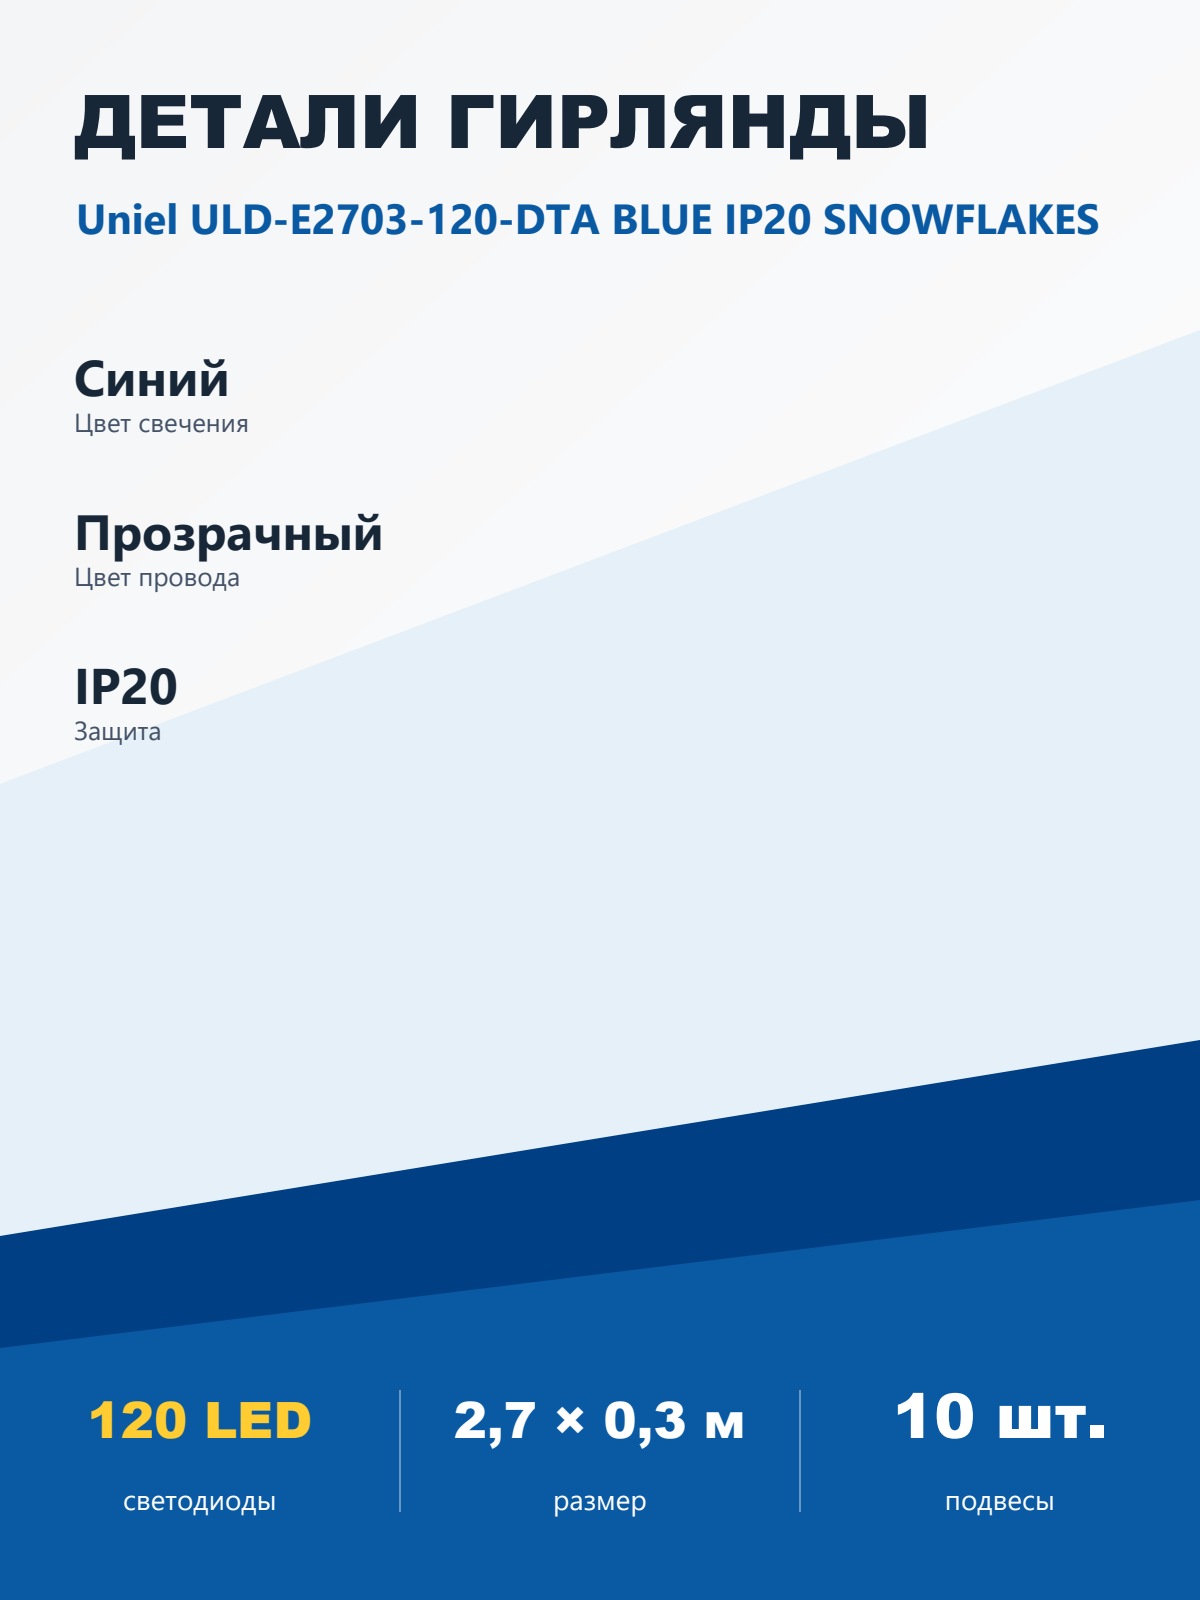 ДЕТАЛИ ГИРЛЯНДЫ
Uniel ULD-E2703-120-DTA BLUE IP20 SNOWFLAKES
Синий
Цвет свечения
Прозрачный
Цвет провода
IP20
Защита
120 LED
светодиоды
2,7 × 0,3 м
размер
10 шт.
подвесы